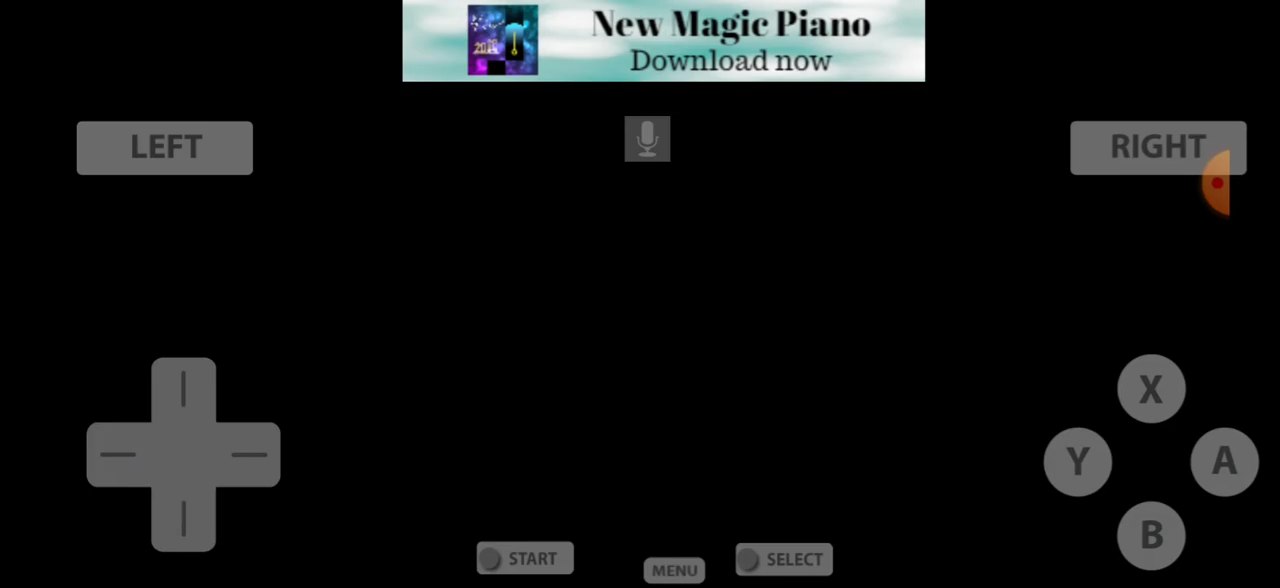 New Magic Piano
Download now
LEFT
RIGHT
X
Y
A
B
START
SELECT
MENU